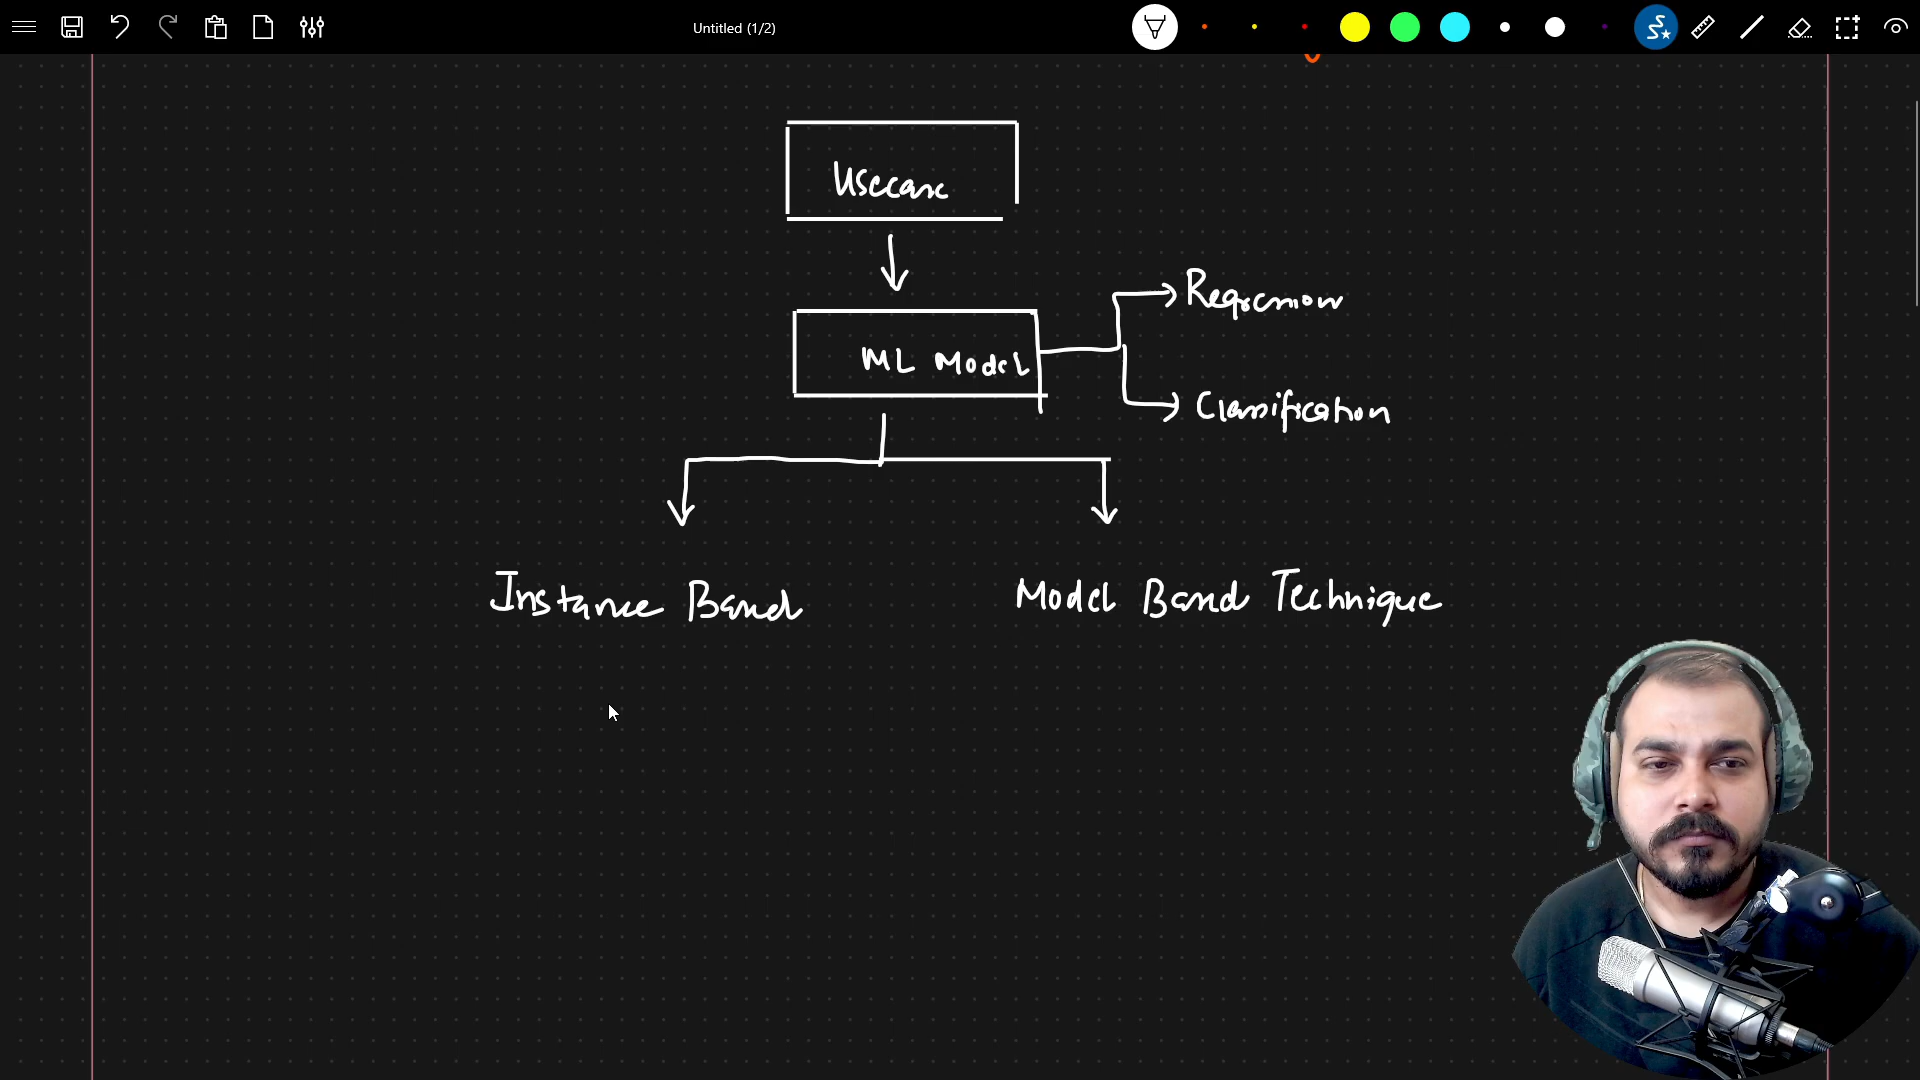 Untitled (1/2)
Usecase
ML Model
Regression
Classification
Instance Based
Model Based Technique